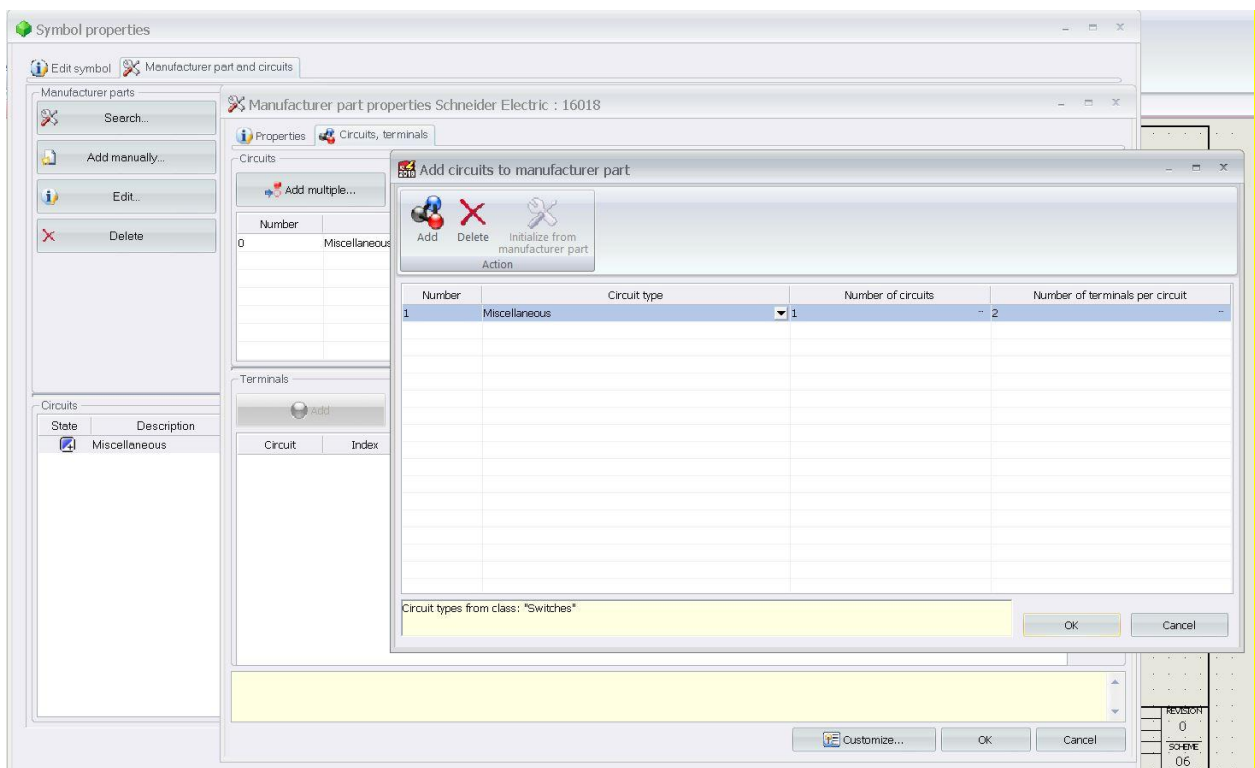 Symbol properties
Edit symbol
Manufacturer part and circuits
Manufacturer parts
Search...
Add manually...
Edit...
Delete
Circuits
State Description
Miscellaneous
Manufacturer part properties Schneider Electric : 16018
Properties
Circuits, terminals
Circuits
Add multiple...
Number
0 Miscellaneous
Terminals
Add
Circuit Index
Customize...
OK
Cancel
Add circuits to manufacturer part
Add
Delete
Initialize from
manufacturer part
Action
Number Circuit type Number of circuits Number of terminals per circuit
1 Miscellaneous 1 2
Circuit types from class: "Switches"
OK
Cancel
REVISION
0
SCHEME
06